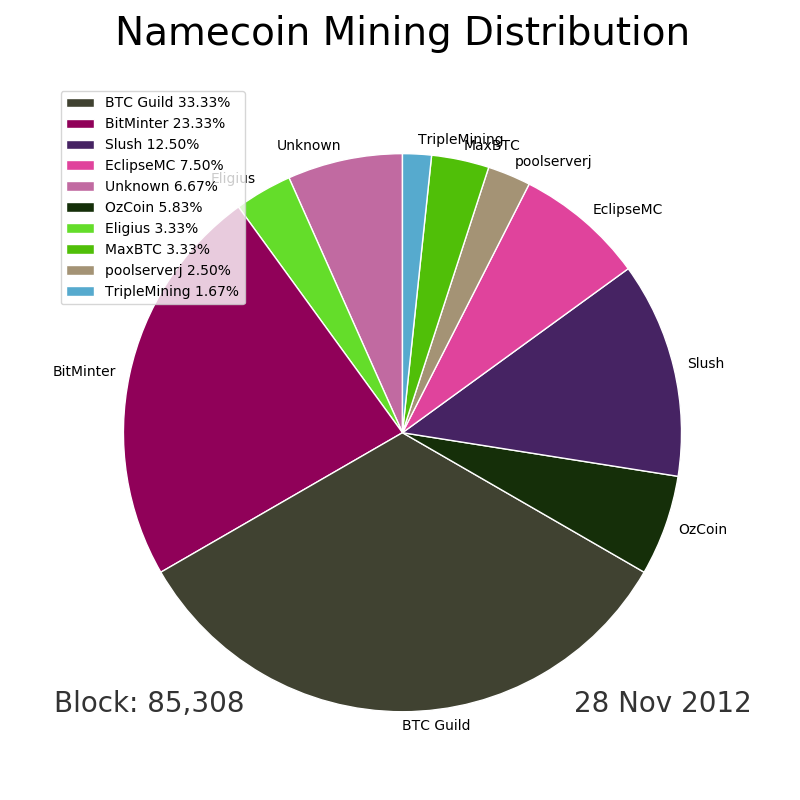 Namecoin Mining Distribution
BTC Guild 33.33%
BitMinter 23.33%
Slush 12.50%
EclipseMC 7.50%
Unknown 6.67%
OzCoin 5.83%
Eligius 3.33%
MaxBTC 3.33%
poolserverj 2.50%
TripleMining 1.67%
TripleMining
MaxBTC
poolserverj
Unknown
Eligius
EclipseMC
BitMinter
Slush
OzCoin
BTC Guild
Block: 85,308
28 Nov 2012